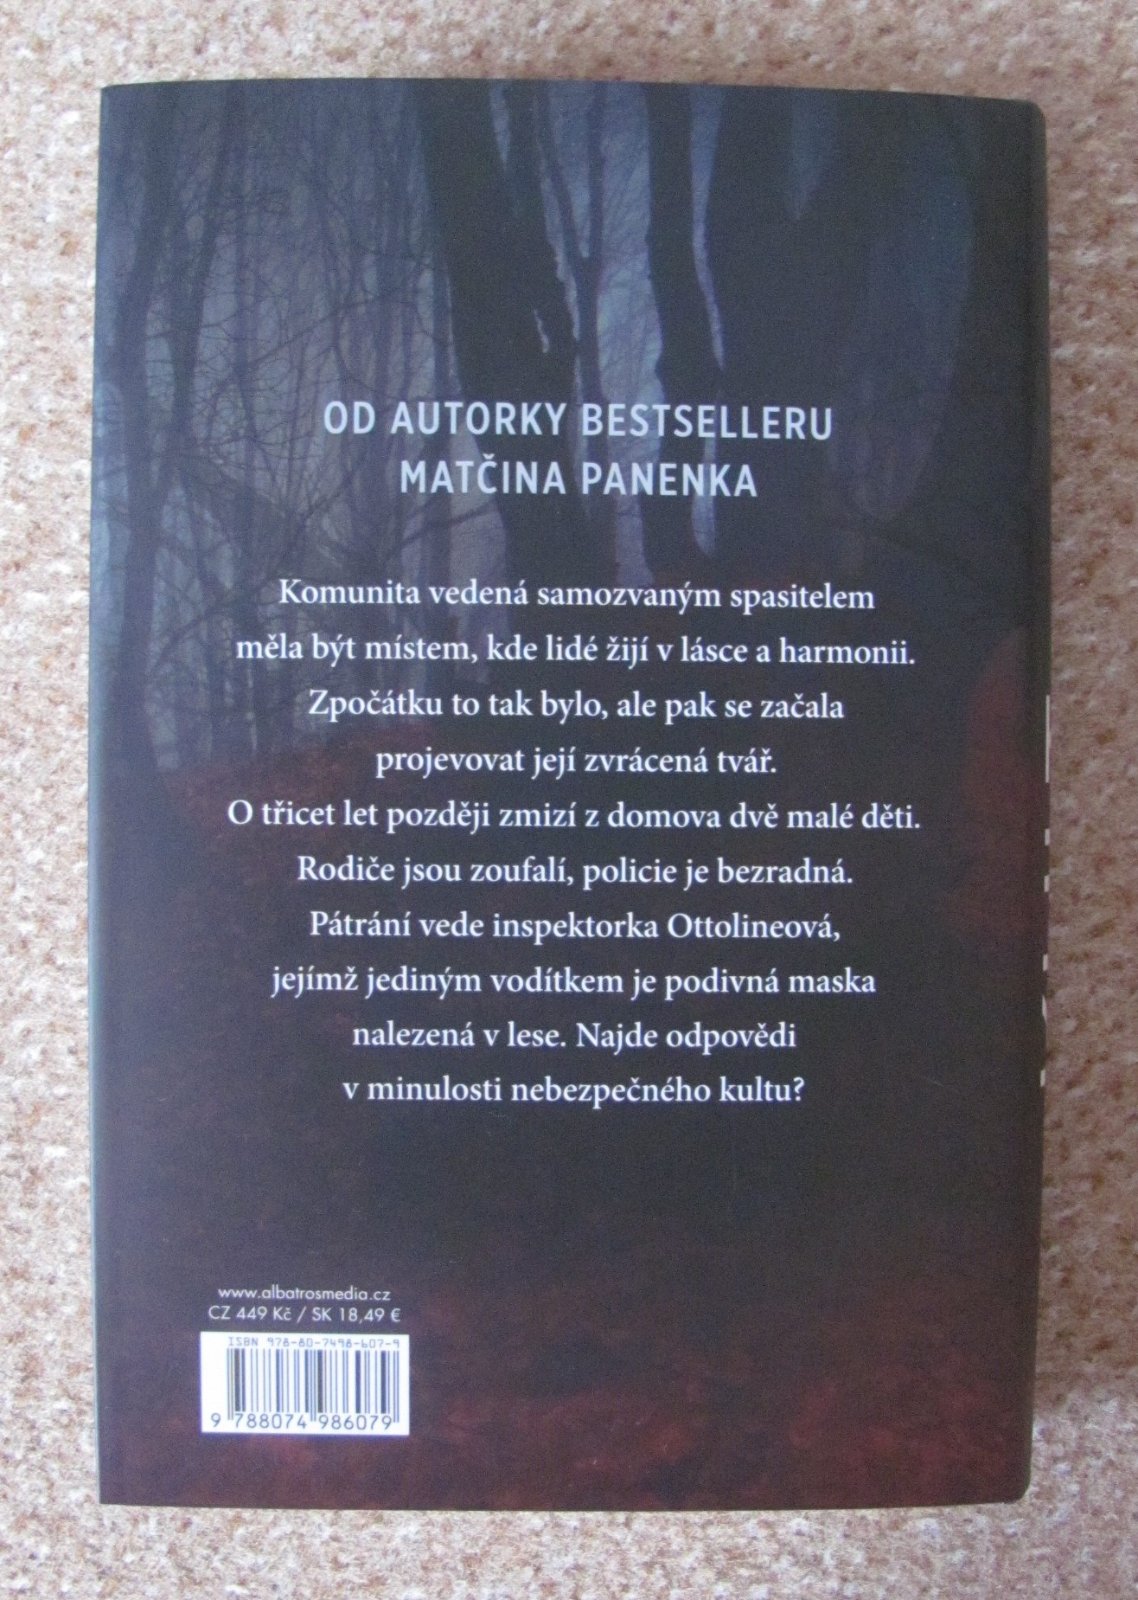 OD AUTORKY BESTSELLERU
MATČINA PANENKA
Komunita vedená samozvaným spasitelem
měla být místem, kde lidé žijí v lásce a harmonii.
Zpočátku to tak bylo, ale pak se začala
projevovat její zvrácená tvář.
O třicet let později zmizí z domova dvě malé děti.
Rodiče jsou zoufalí, policie je bezradná.
Pátrání vede inspektorka Ottolineová,
jejímž jediným vodítkem je podivná maska
nalezená v lese. Najde odpovědi
v minulosti nebezpečného kultu?
www.albatrosmedia.cz
CZ 449 Kč / SK 18,49 €
ISBN 978-80-7498-607-9
9 788074 986079